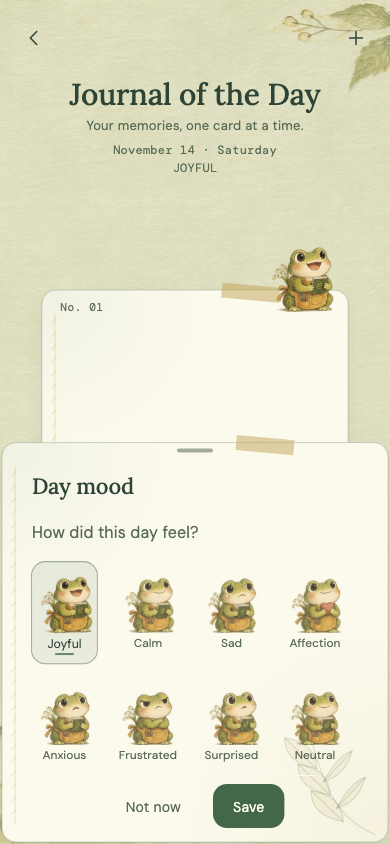 Journal of the Day
Your memories, one card at a time.
November 14 · Saturday
JOYFUL
No. 01
Day mood
How did this day feel?
Joyful
Calm
Sad
Affection
Anxious
Frustrated
Surprised
Neutral
Not now
Save